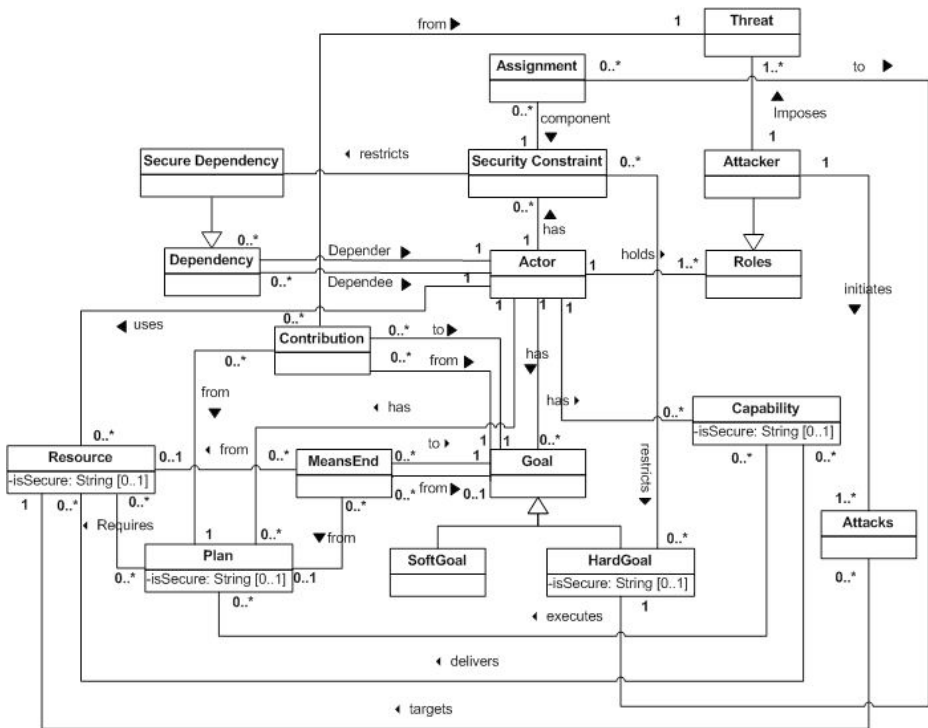 from
1
Threat
Assignment
0..*
to
1..*
0..*
component
Imposes
1
1
restricts
Secure Dependency
Security Constraint
0..*
Attacker
1
0..*
has
0..*
Depender
1
1
holds
Dependency
Actor
1
1..*
Roles
0..*
Dependee
1
initiates
uses
1
1
1
0..*
Contribution
0..*
to
0..*
0..*
from
has
from
has
has
0..*
Capability
-isSecure: String [0..1]
0..*
from
to
1
1
0..*
restricts
0..*
0..*
Resource
0..1
0..*
MeansEnd
0..*
Goal
-isSecure: String [0..1]
0..*
from
0..1
1
0..*
0..*
0..*
1..*
Requires
1
0..*
from
Attacks
Plan
0..*
SoftGoal
HardGoal
0..*
0..1
-isSecure: String [0..1]
-isSecure: String [0..1]
0..*
0..*
1
executes
delivers
targets